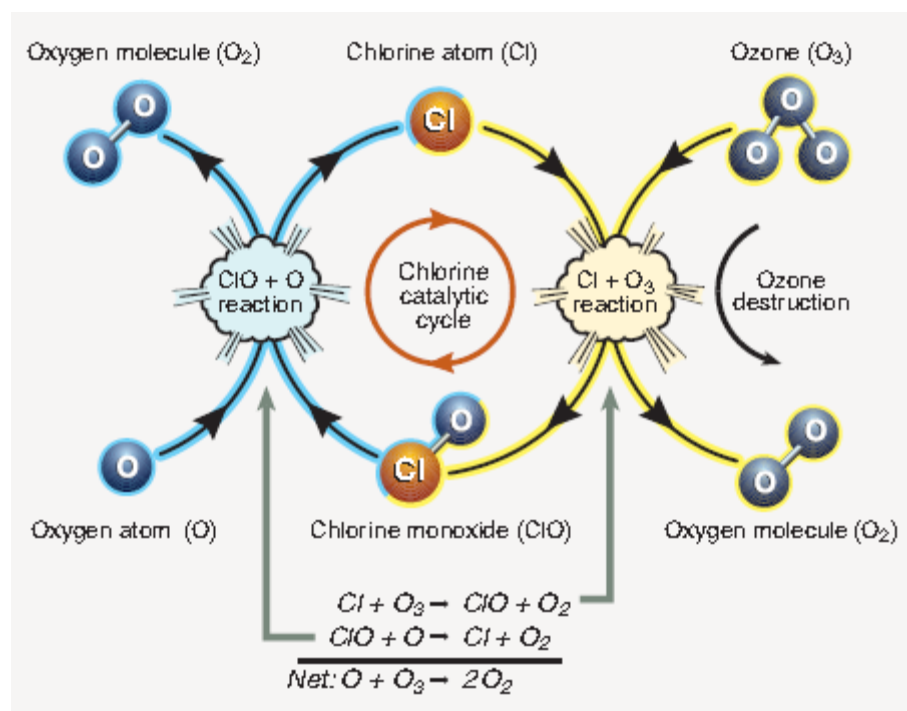 Oxygen molecule (O₂)
Chlorine atom (Cl)
Ozone (O₃)
O
O
Cl
O
O
O
ClO + O
reaction
Chlorine
catalytic
cycle
Cl + O₃
reaction
Ozone
destruction
O
Cl
O
O
O
Oxygen atom (O)
Chlorine monoxide (ClO)
Oxygen molecule (O₂)
Cl + O₃ → ClO + O₂
ClO + O → Cl + O₂
Net: O + O₃ → 2O₂